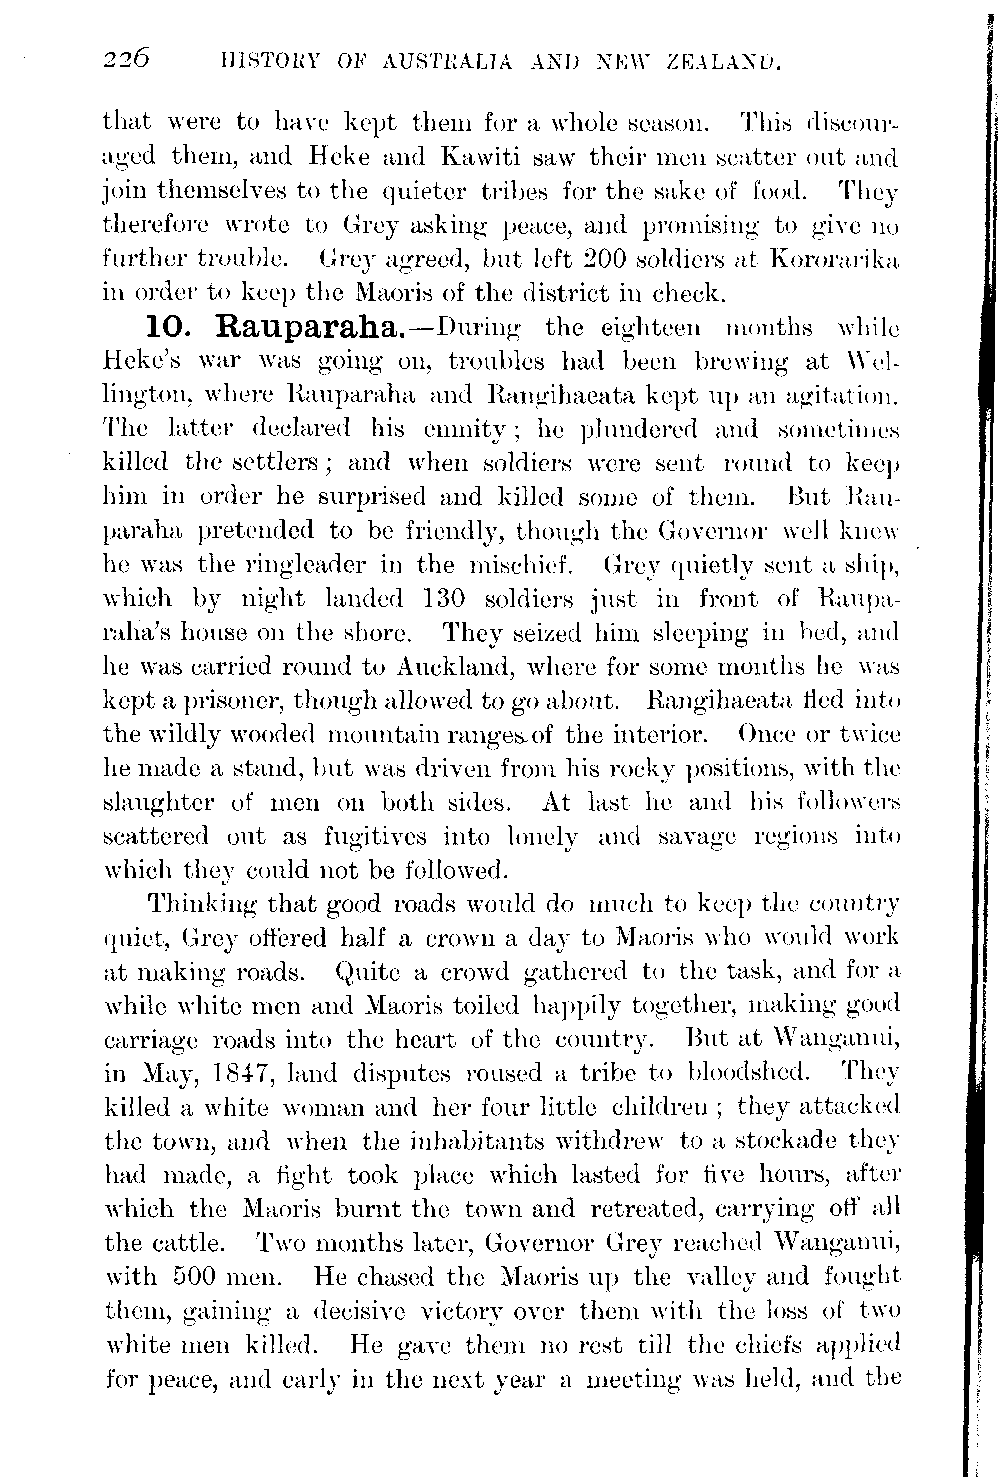 226 HISTORY OF AUSTRALIA AND NEW ZEALAND.
that were to have kept them for a whole season. This discour-
aged them, and Heke and Kawiti saw their men scatter out and
join themselves to the quieter tribes for the sake of food. They
therefore wrote to Grey asking peace, and promising to give no
further trouble. Grey agreed, but left 200 soldiers at Kororarika
in order to keep the Maoris of the district in check.
10. Rauparaha.—During the eighteen months while
Heke's war was going on, troubles had been brewing at Wel-
lington, where Rauparaha and Rangihaeata kept up an agitation.
The latter declared his enmity; he plundered and sometimes
killed the settlers; and when soldiers were sent round to keep
him in order he surprised and killed some of them. But Rau-
paraha pretended to be friendly, though the Governor well knew
he was the ringleader in the mischief. Grey quietly sent a ship,
which by night landed 130 soldiers just in front of Raupa-
raha's house on the shore. They seized him sleeping in bed, and
he was carried round to Auckland, where for some months he was
kept a prisoner, though allowed to go about. Rangihaeata fled into
the wildly wooded mountain ranges of the interior. Once or twice
he made a stand, but was driven from his rocky positions, with the
slaughter of men on both sides. At last he and his followers
scattered out as fugitives into lonely and savage regions into
which they could not be followed.
Thinking that good roads would do much to keep the country
quiet, Grey offered half a crown a day to Maoris who would work
at making roads. Quite a crowd gathered to the task, and for a
while white men and Maoris toiled happily together, making good
carriage roads into the heart of the country. But at Wanganui,
in May, 1847, land disputes roused a tribe to bloodshed. They
killed a white woman and her four little children; they attacked
the town, and when the inhabitants withdrew to a stockade they
had made, a fight took place which lasted for five hours, after
which the Maoris burnt the town and retreated, carrying off all
the cattle. Two months later, Governor Grey reached Wanganui,
with 500 men. He chased the Maoris up the valley and fought
them, gaining a decisive victory over them with the loss of two
white men killed. He gave them no rest till the chiefs applied
for peace, and early in the next year a meeting was held, and the